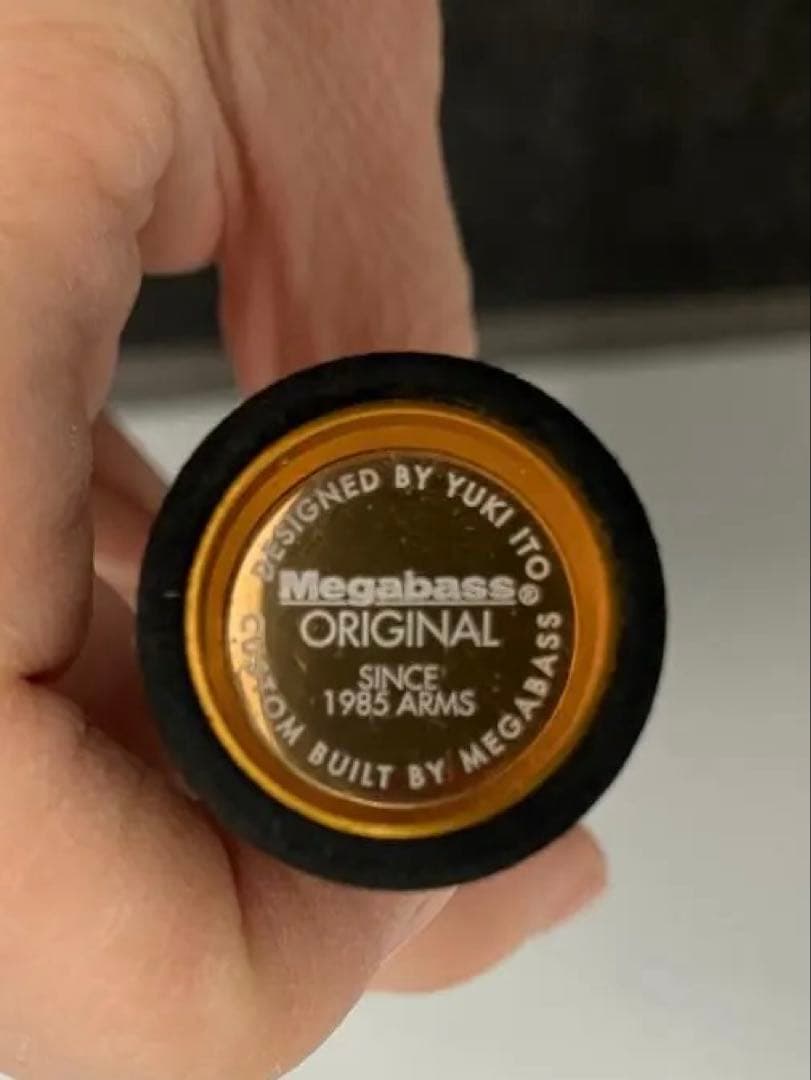 DESIGNED BY YUKI ITO
Megabass®
ORIGINAL
SINCE
1985 ARMS
CUSTOM BUILT BY MEGABASS